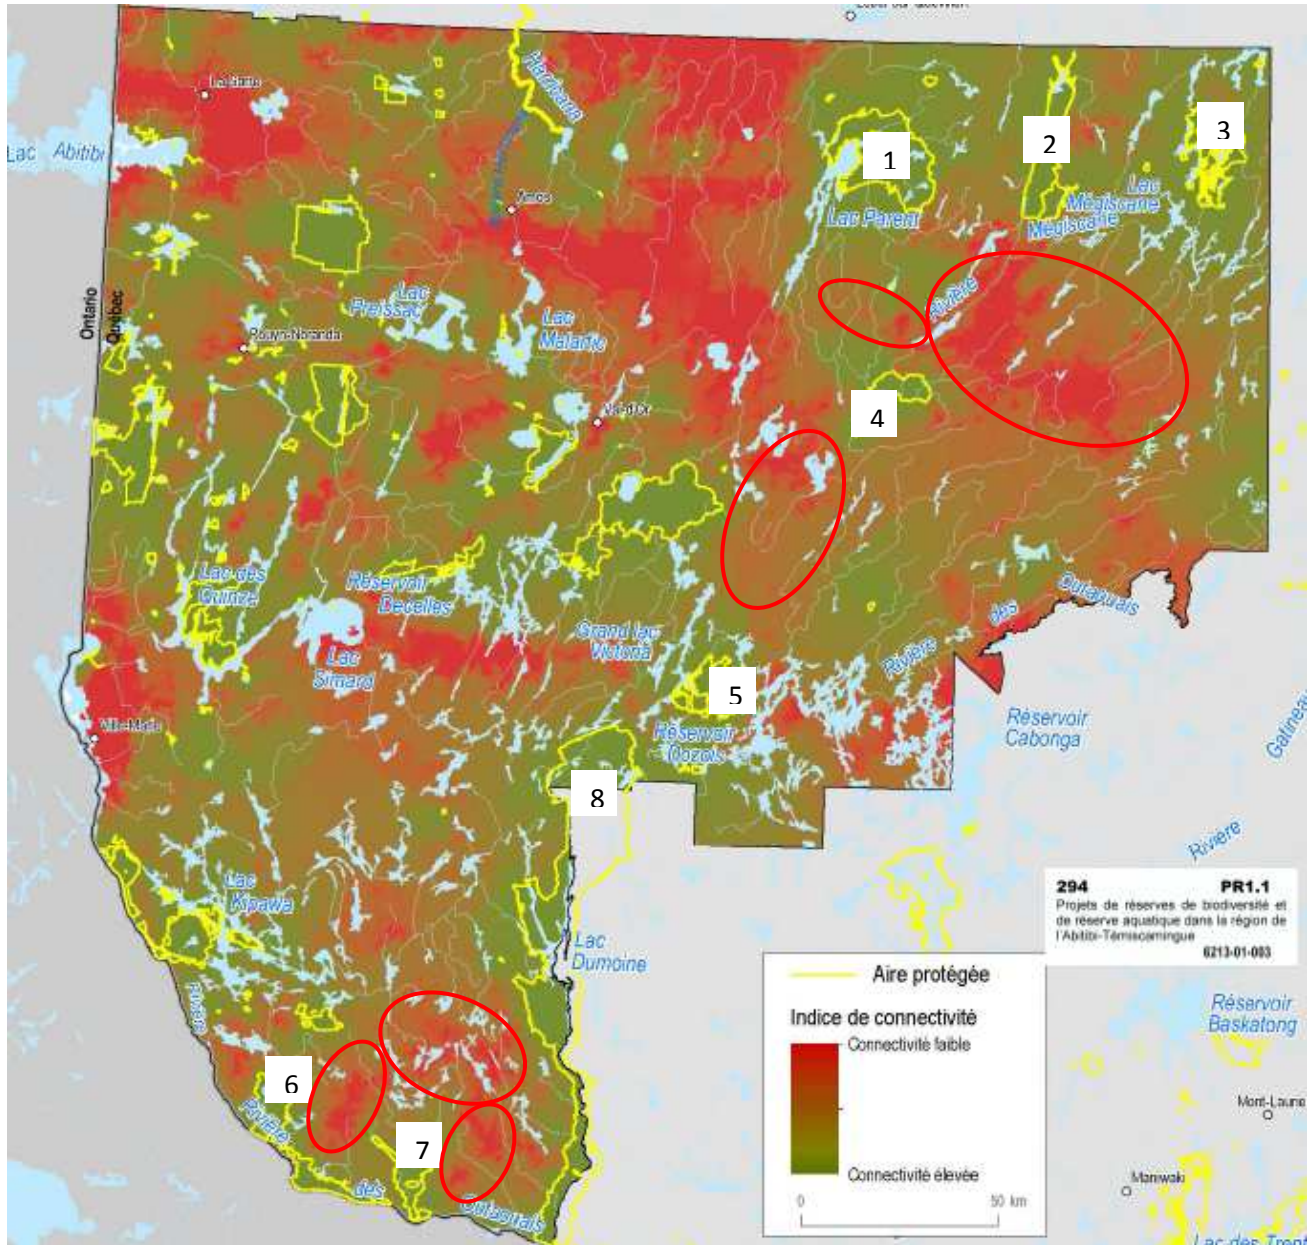 Harricana
La Sarre
Lac Abitibi
1
2
3
Amos
Lac Parent
Lac
Mégiscane
Mégiscane
Ontario
Québec
Lac
Preissac
Lac
Malartic
Rivière
Rouyn-Noranda
Val-d'Or
4
Lac des
Quinze
Réservoir
Decelles
Grand lac
Victoria
Rivière
des
Outaouais
Lac
Simard
5
Ville-Marie
Réservoir
Dozois
Réservoir
Cabonga
Gatineau
8
Rivière
Lac
Kipawa
294 PR1.1
Projets de réserves de biodiversité et
de réserve aquatique dans la région de
l'Abitibi-Témiscamingue
6213-01-003
Lac
Dumoine
Aire protégée
Indice de connectivité
Connectivité faible
Connectivité élevée
0 50 km
Réservoir
Baskatong
Rivière
6
7
Rivière
des
Outaouais
Mont-Laurier
Maniwaki